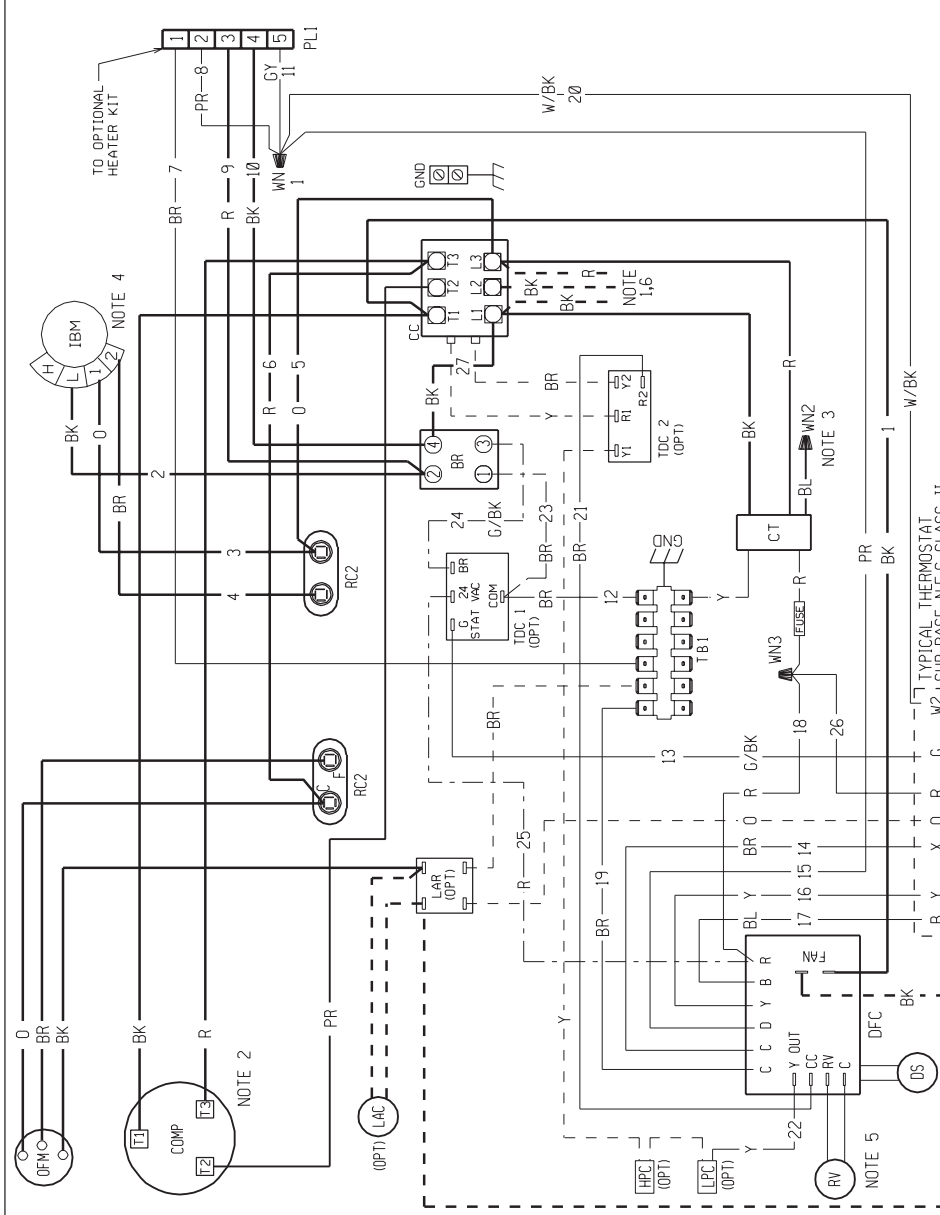 1 2 3 4 5
PL1
TO OPTIONAL
HEATER KIT
PR 8
GY 11
BR 7
R 9
BK 10
WN
1
W/BK
20
GND
IBM
H
L
1
2
NOTE 4
BK
O
BR
2
3
4
R 6
O 5
CC
T1 T2 T3
L1 L2 L3
BK
R
BK
NOTE
1,6
27
BK
4 3
BR
2 1
Y
BR
Y2
R1 R2
Y1
TDC 2
(OPT)
24
G/BK
23
BR
21
BR
BR
24
VAC
G
STAT
COM
TDC 1
(OPT)
BR
12
GND
TB1
Y
BK
R
CT
BL
WN2
NOTE 3
R
FUSE
WN3
18
26
W/BK
1
BK
PR
TYPICAL THERMOSTAT
SUB-BASE N.E.C. CLASS II
W2
G
R
O
X
Y
B
RC2
C F
RC2
BR
13
G/BK
R
O
BR 14
15
Y 16
BL 17
25
R
19
BR
LAR
(OPT)
LAC
(OPT)
Y
O
BR
BK
OFM
BK
R
PR
T1
COMP
T2
T3
NOTE 2
HPC
(OPT)
LPC
(OPT)
Y
22
RV
NOTE 5
C C D Y B R
Y OUT
CC
RV
C
FAN
DFC
DS
BK